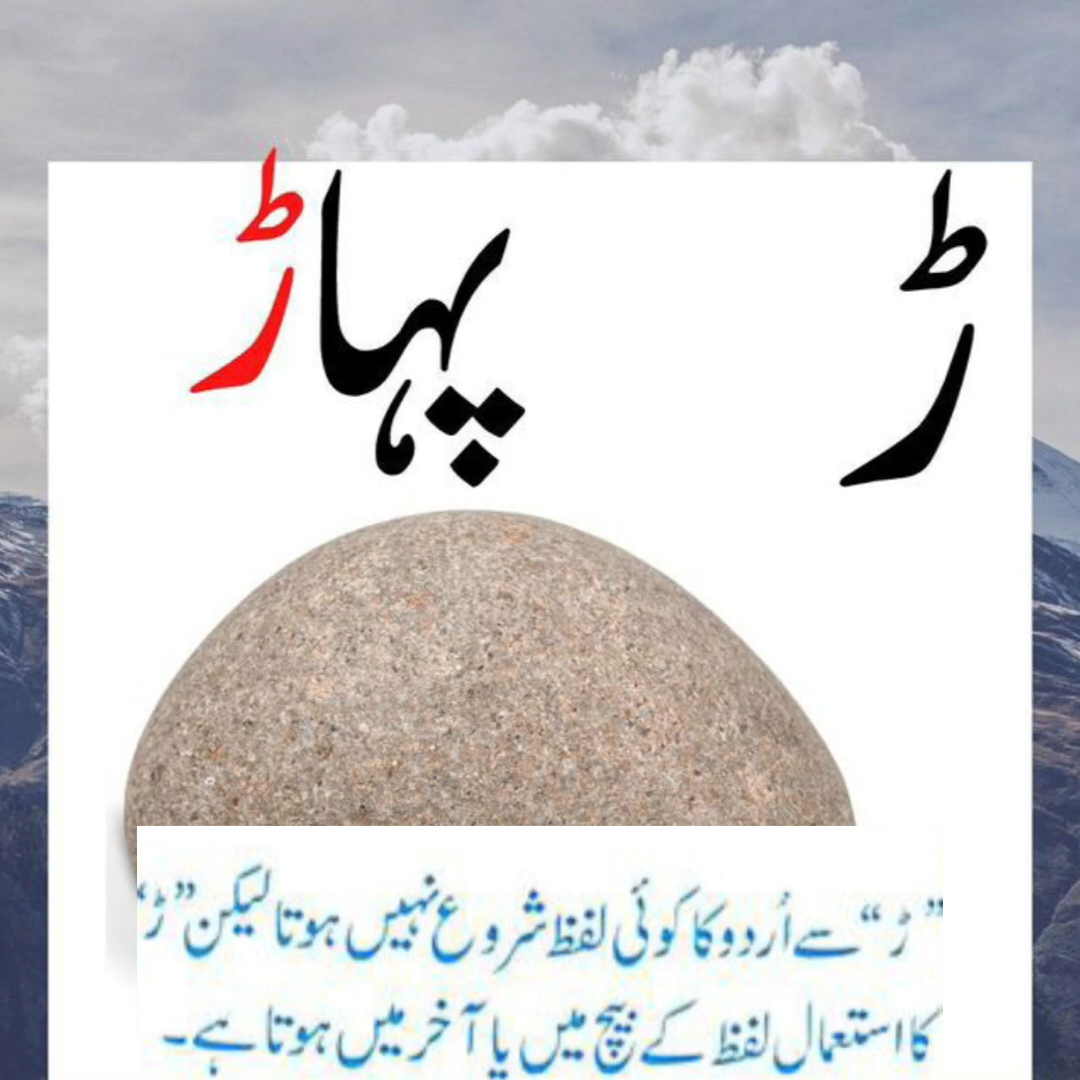 ڑ پہاڑ
”ڑ“ سے اُردو کا کوئی لفظ شروع نہیں ہوتا لیکن ”ڑ“
کا استعمال لفظ کے بیچ میں یا آخر میں ہوتا ہے۔